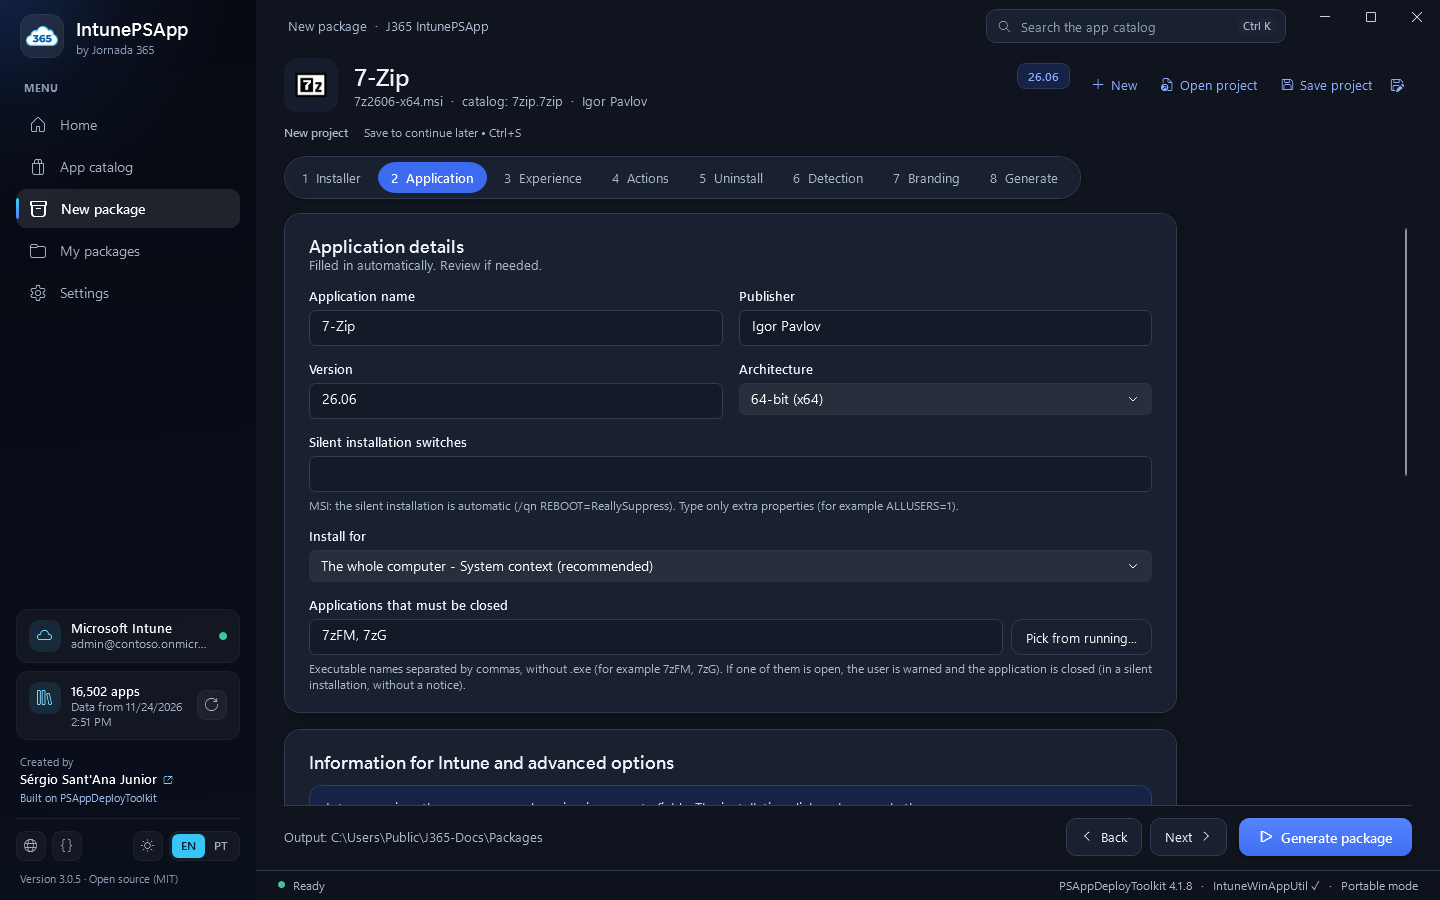 365
IntunePSApp
by Jornada 365
MENU
Home
App catalog
New package
My packages
Settings
Microsoft Intune
admin@contoso.onmicr...
16,502 apps
Data from 11/24/2026
2:51 PM
Created by
Sérgio Sant'Ana Junior
Built on PSAppDeployToolkit
{}
EN PT
Version 3.0.5 · Open source (MIT)
New package · J365 IntunePSApp
Search the app catalog Ctrl K
7z
7-Zip
7z2606-x64.msi · catalog: 7zip.7zip · Igor Pavlov
26.06
New Open project Save project
New project Save to continue later • Ctrl+S
1 Installer 2 Application 3 Experience 4 Actions 5 Uninstall 6 Detection 7 Branding 8 Generate
Application details
Filled in automatically. Review if needed.
Application name Publisher
7-Zip Igor Pavlov
Version Architecture
26.06 64-bit (x64)
Silent installation switches
MSI: the silent installation is automatic (/qn REBOOT=ReallySuppress). Type only extra properties (for example ALLUSERS=1).
Install for
The whole computer - System context (recommended)
Applications that must be closed
7zFM, 7zG Pick from running...
Executable names separated by commas, without .exe (for example 7zFM, 7zG). If one of them is open, the user is warned and the application is closed (in a silent
installation, without a notice).
Information for Intune and advanced options
Output: C:\Users\Public\J365-Docs\Packages
Back Next Generate package
Ready
PSAppDeployToolkit 4.1.8 · IntuneWinAppUtil ✓ · Portable mode